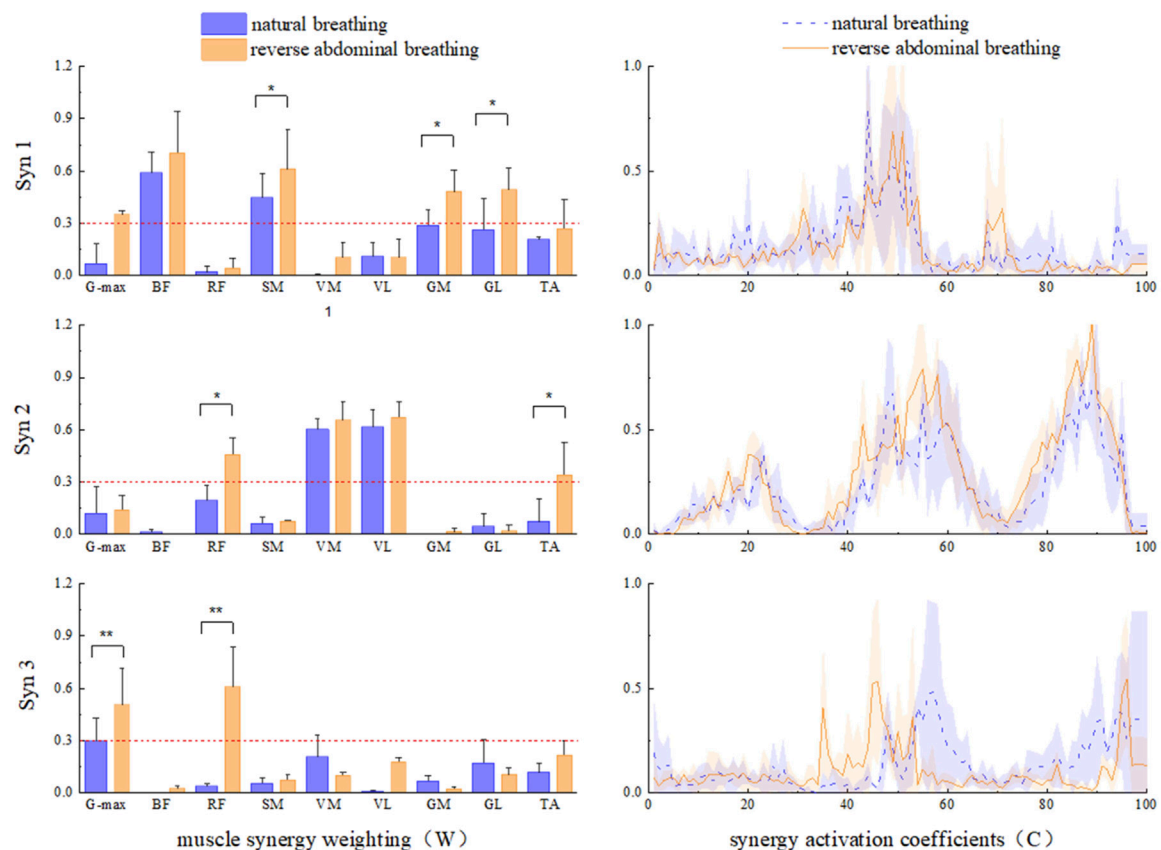 natural breathing
reverse abdominal breathing
natural breathing
reverse abdominal breathing
Syn 1
1.2
0.9
0.6
0.3
0.0
*
*
*
G-max BF RF SM VM VL GM GL TA
1
1.0
0.5
0.0
0 20 40 60 80 100
Syn 2
1.2
0.9
0.6
0.3
0.0
*
*
G-max BF RF SM VM VL GM GL TA
1.0
0.5
0.0
0 20 40 60 80 100
Syn 3
1.2
0.9
0.6
0.3
0.0
**
**
G-max BF RF SM VM VL GM GL TA
1.0
0.5
0.0
0 20 40 60 80 100
muscle synergy weighting（W）
synergy activation coefficients（C）